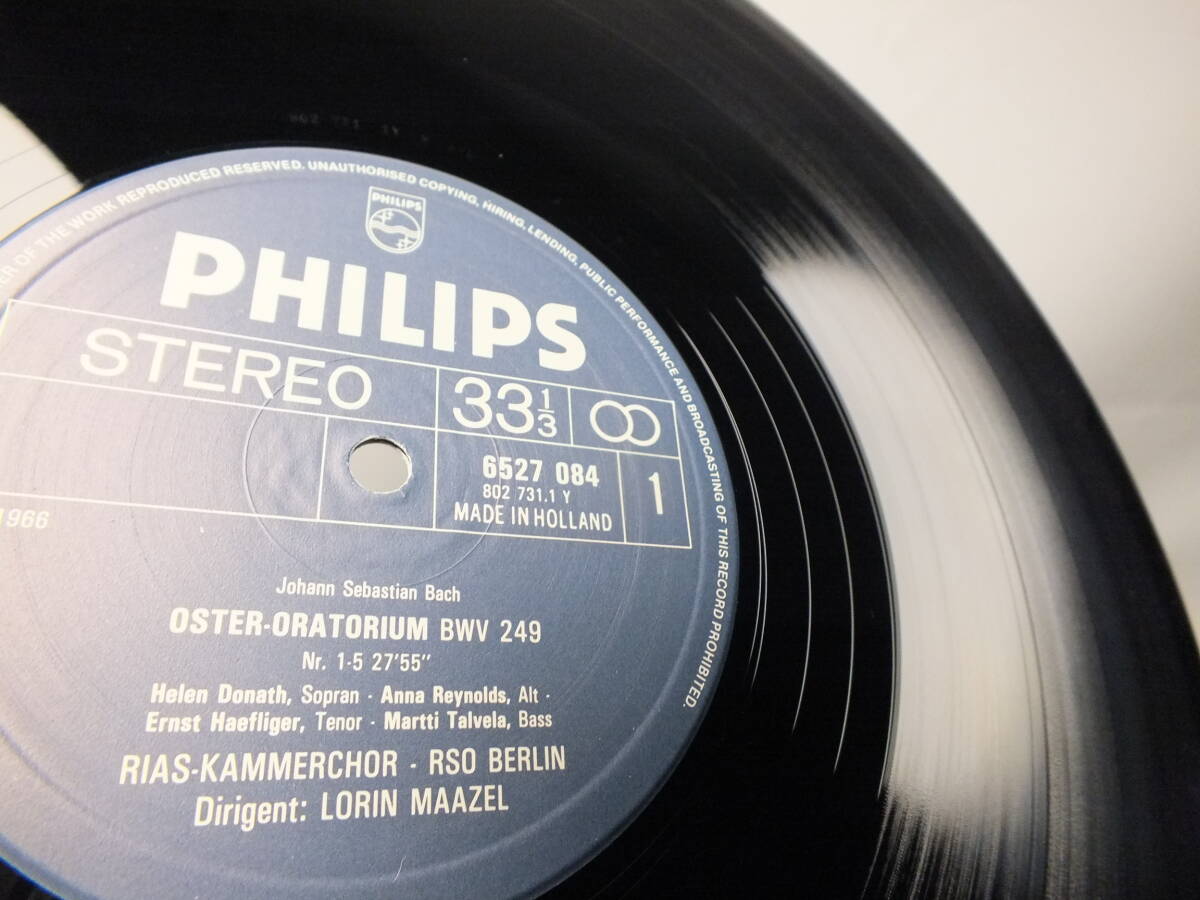 ER OF THE WORK REPRODUCED RESERVED. UNAUTHORISED COPYING, HIRING, LENDING, PUBLIC PERFORMANCE AND BROADCASTING OF THIS RECORD PROHIBITED.
PHILIPS
PHILIPS
STEREO
33 1/3
6527 084
802 731.1 Y
MADE IN HOLLAND
1
1966
Johann Sebastian Bach
OSTER-ORATORIUM BWV 249
Nr. 1-5 27'55"
Helen Donath, Sopran · Anna Reynolds, Alt ·
Ernst Haefliger, Tenor · Martti Talvela, Bass
RIAS-KAMMERCHOR · RSO BERLIN
Dirigent: LORIN MAAZEL